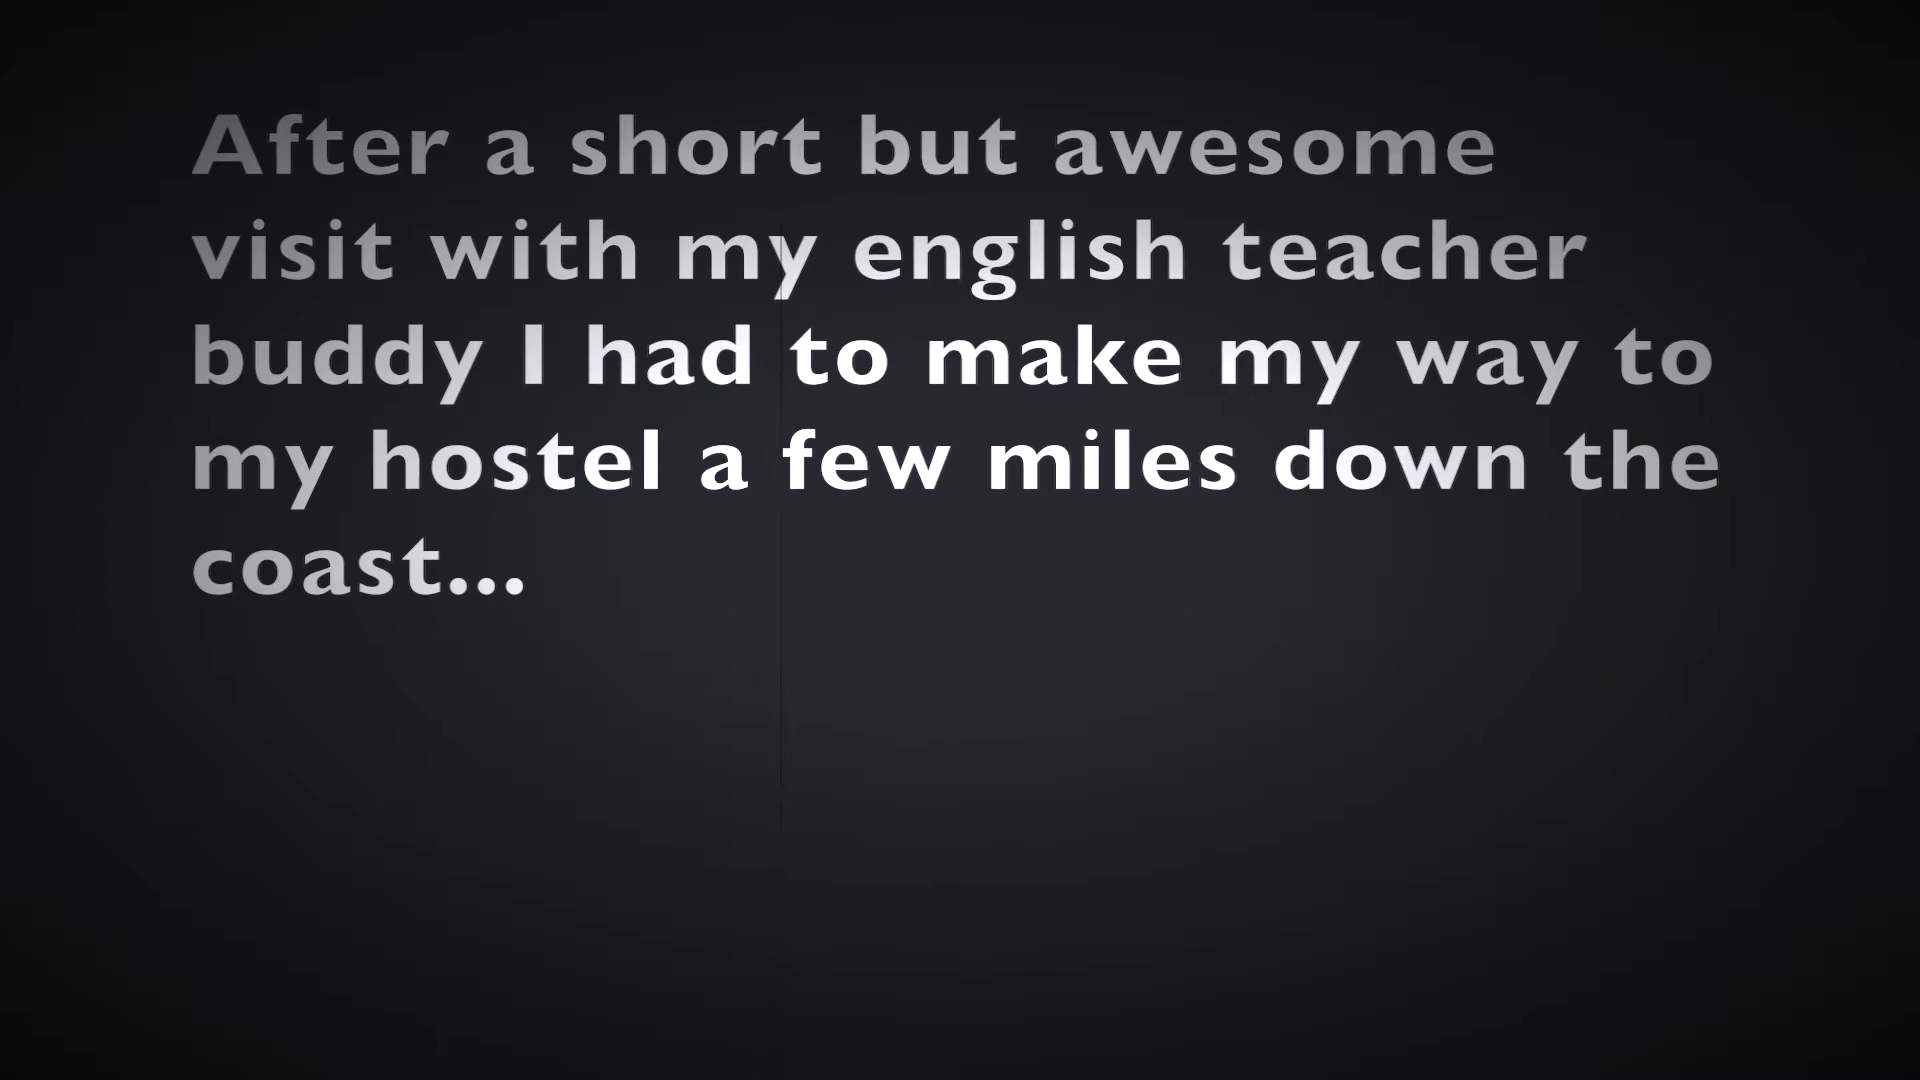 After a short but awesome
visit with my english teacher
buddy I had to make my way to
my hostel a few miles down the
coast...